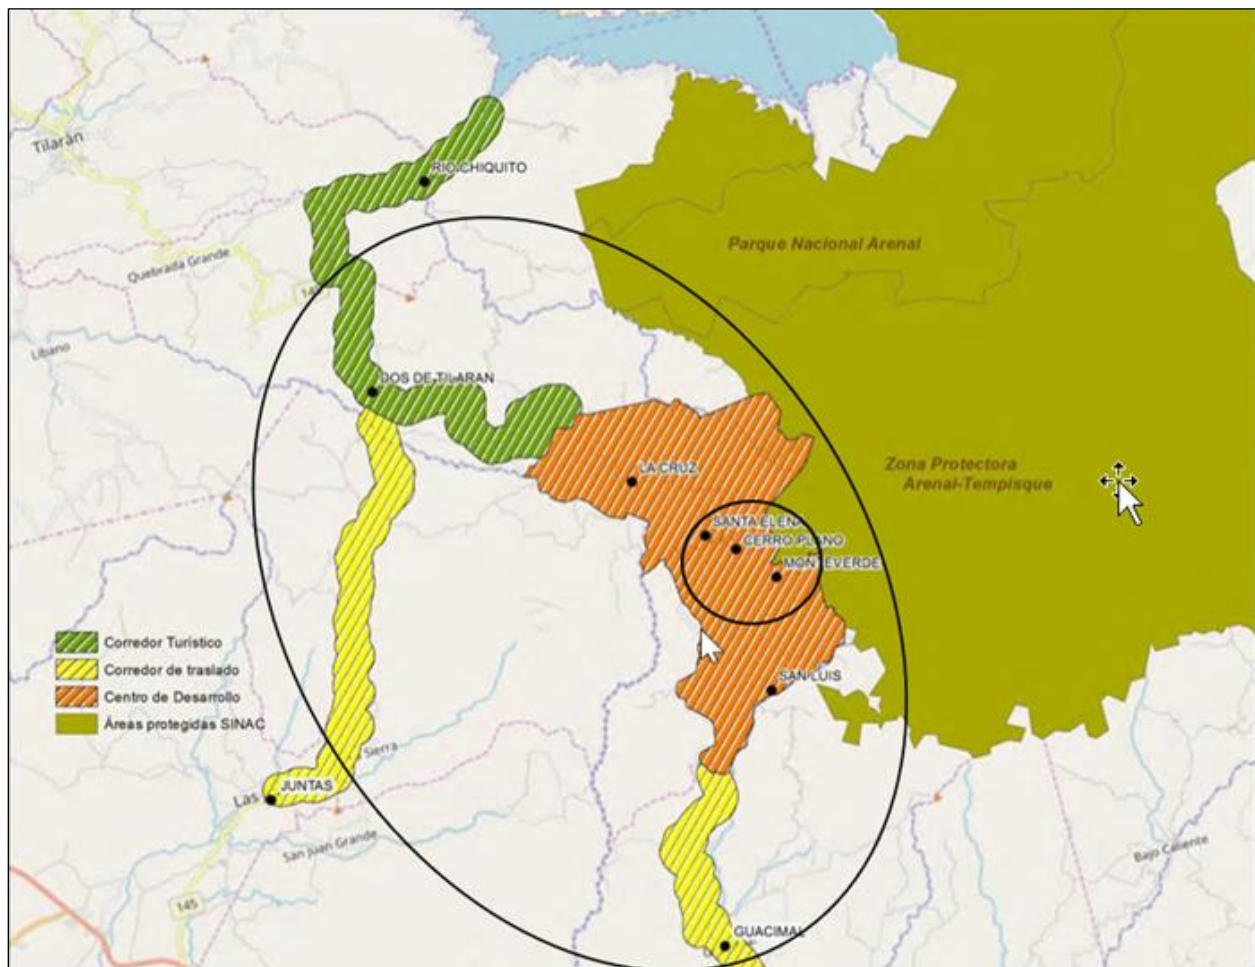 Tilarán
RIO CHIQUITO
Parque Nacional Arenal
Quebrada Grande
Líbano
DOS DE TILARAN
LA CRUZ
Zona Protectora
Arenal-Tempisque
SANTA ELENA
CERRO PLANO
MONTEVERDE
Corredor Turístico
Corredor de traslado
Centro de Desarrollo
Áreas protegidas SINAC
SAN LUIS
Sierra
Las
JUNTAS
San Juan Grande
Bajo Caliente
145
GUACIMAL